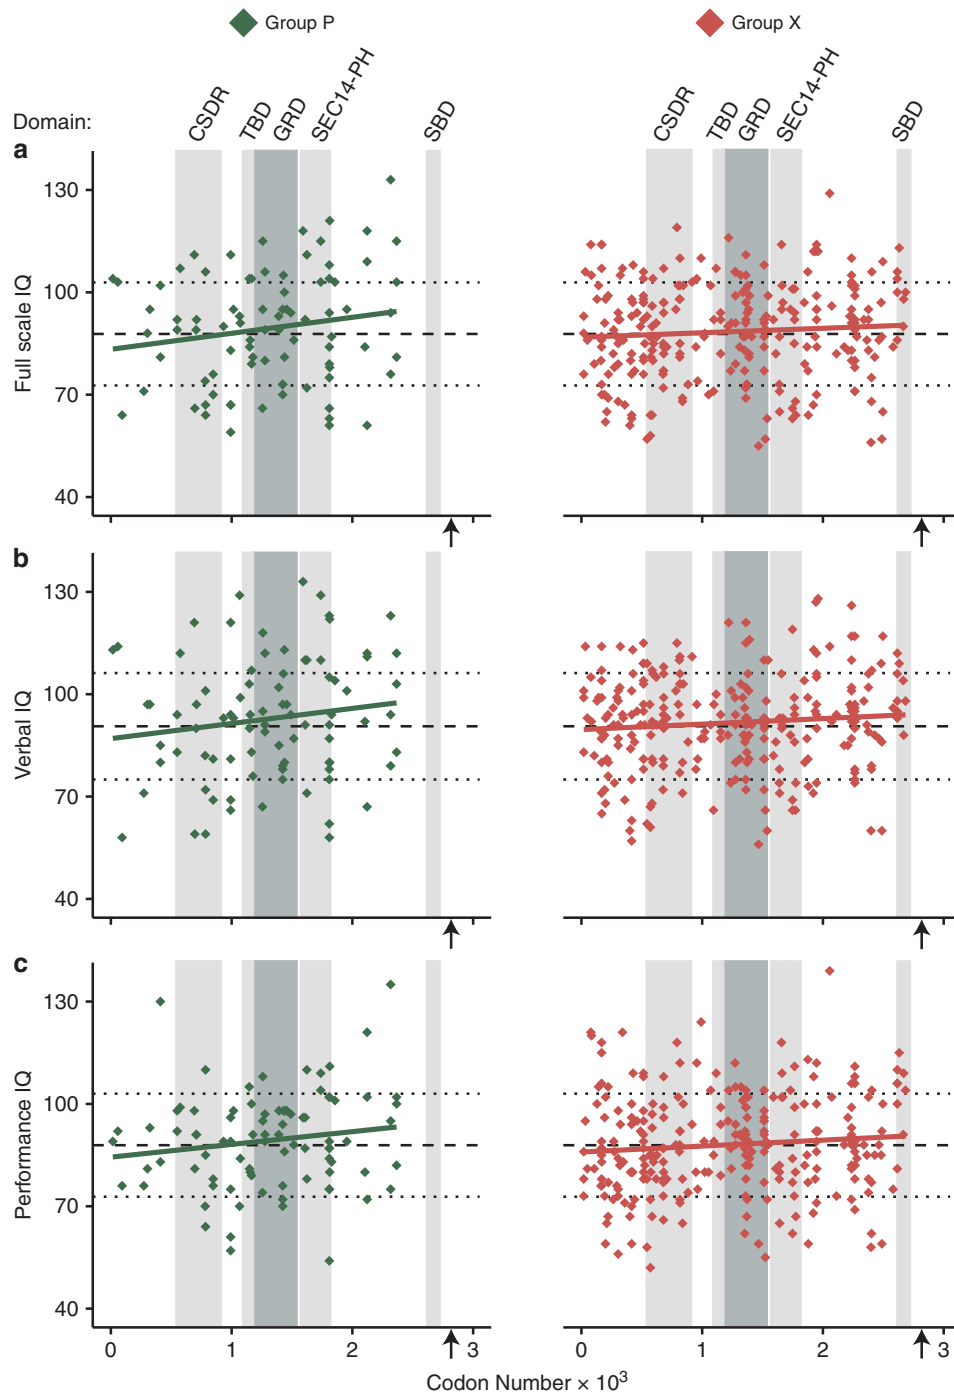 Group P Group X
Domain: CSDR TBD GRD SEC14-PH SBD CSDR TBD GRD SEC14-PH SBD
a
130
100
70
40
Full scale IQ
b
130
100
70
40
Verbal IQ
c
130
100
70
40
Performance IQ
0 1 2 3 0 1 2 3
Codon Number × 10³